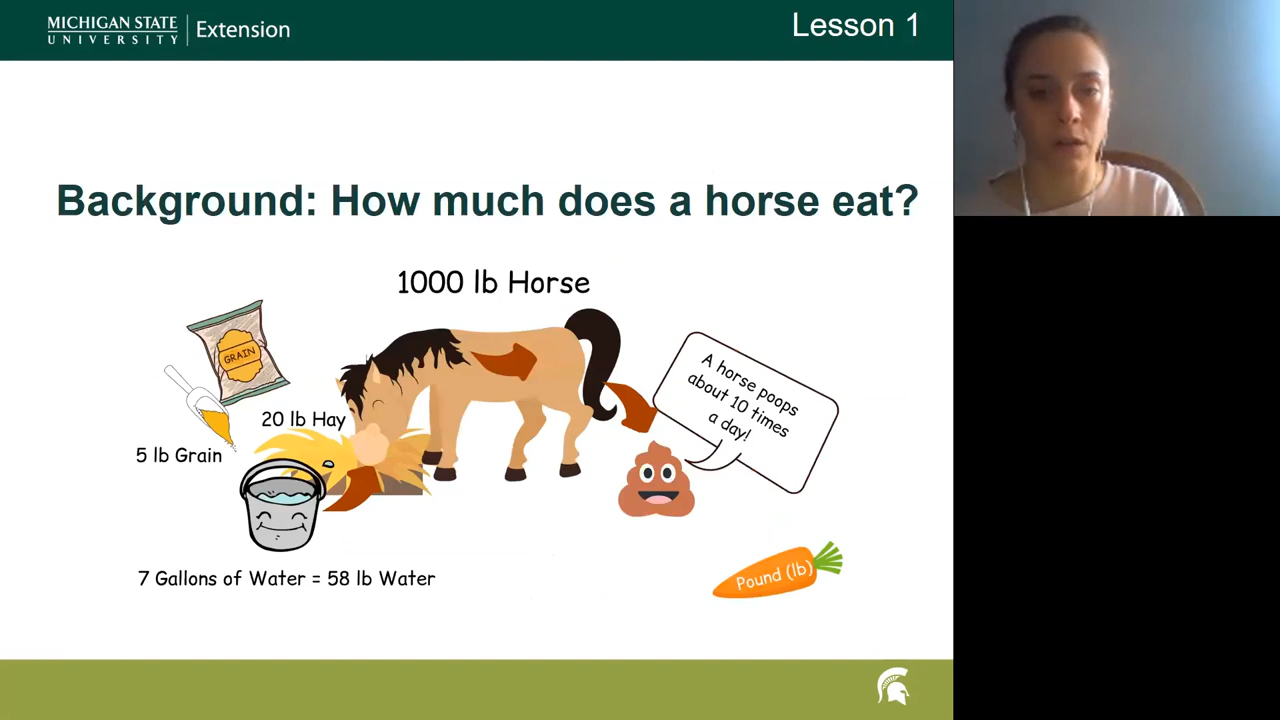 MICHIGAN STATE
UNIVERSITY
Extension
Lesson 1
Background: How much does a horse eat?
1000 lb Horse
GRAIN
A horse poops
about 10 times
a day!
20 lb Hay
5 lb Grain
Pound (lb)
7 Gallons of Water = 58 lb Water